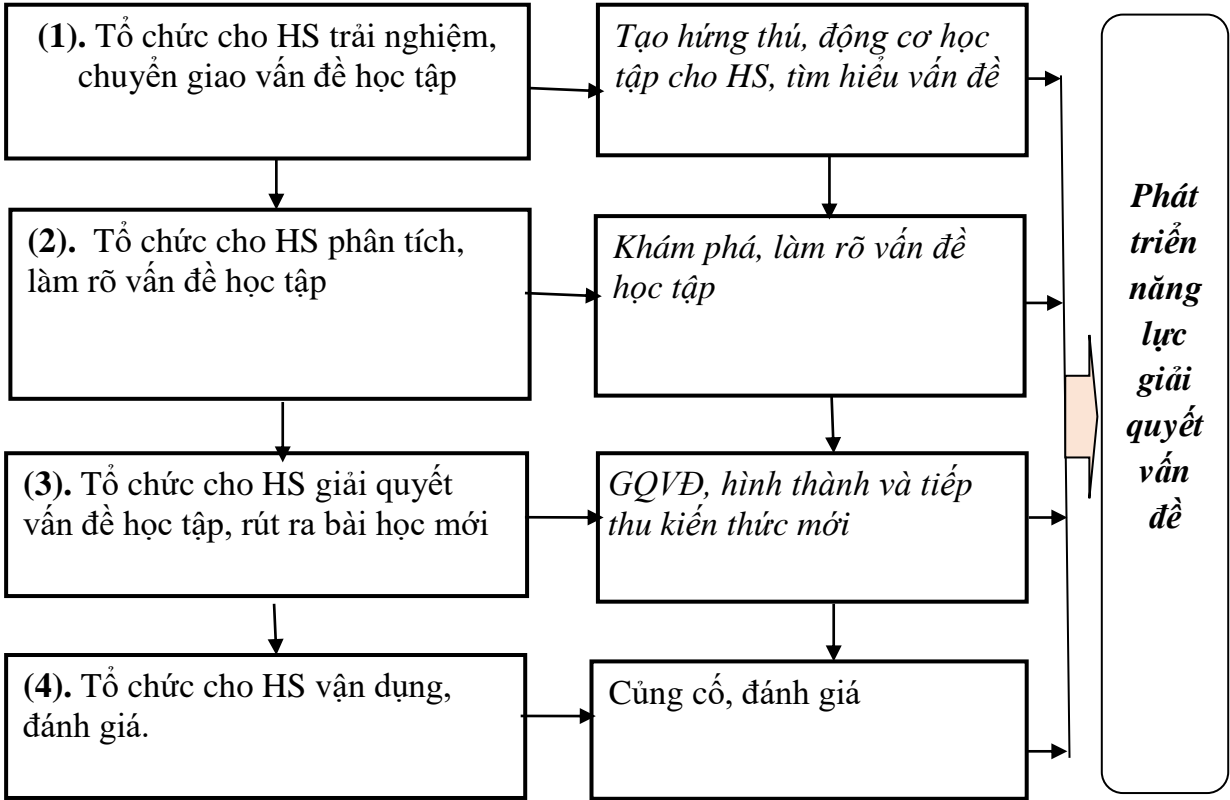 (1). Tổ chức cho HS trải nghiệm,
chuyển giao vấn đề học tập
Tạo hứng thú, động cơ học
tập cho HS, tìm hiểu vấn đề
(2). Tổ chức cho HS phân tích,
làm rõ vấn đề học tập
Khám phá, làm rõ vấn đề
học tập
(3). Tổ chức cho HS giải quyết
vấn đề học tập, rút ra bài học mới
GQVĐ, hình thành và tiếp
thu kiến thức mới
(4). Tổ chức cho HS vận dụng,
đánh giá.
Củng cố, đánh giá
Phát
triển
năng
lực
giải
quyết
vấn
đề